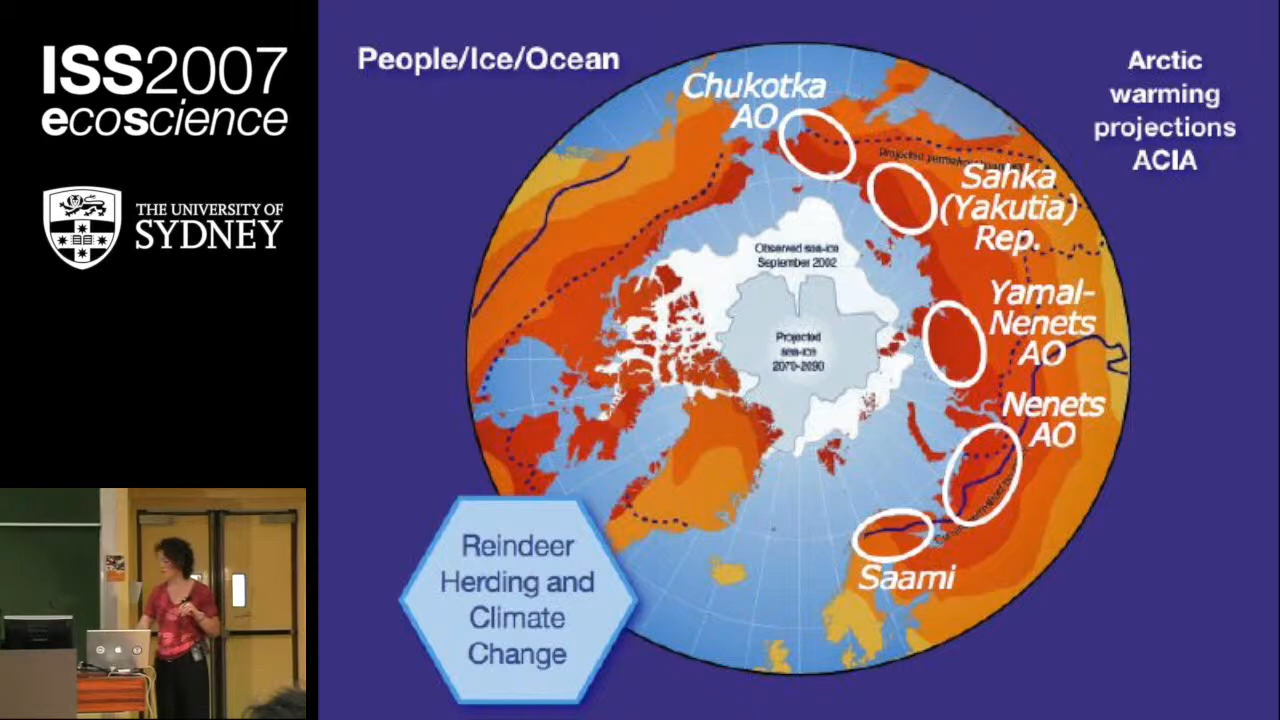 ISS2007
ecoscience
THE UNIVERSITY OF
SYDNEY
People/Ice/Ocean
Arctic
warming
projections
ACIA
Chukotka
AO
Projected permafrost
Sahka
(Yakutia)
Rep.
Observed sea-ice
September 2002
Projected
sea-ice
2070-2090
Yamal-
Nenets
AO
Nenets
AO
Saami
Reindeer
Herding and
Climate
Change